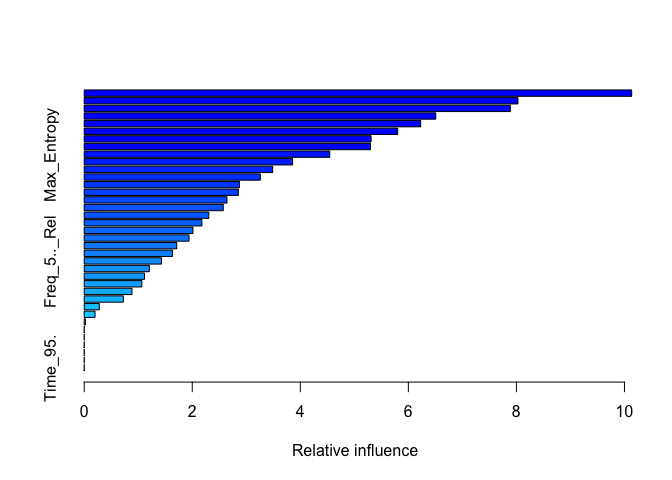 Max_Entropy
Freq_5.._Rel
Time_95.
0 2 4 6 8 10
Relative influence